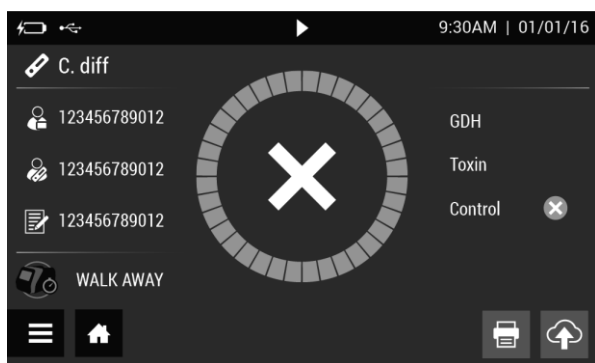 9:30AM | 01/01/16
C. diff
123456789012
123456789012
123456789012
WALK AWAY
GDH
Toxin
Control